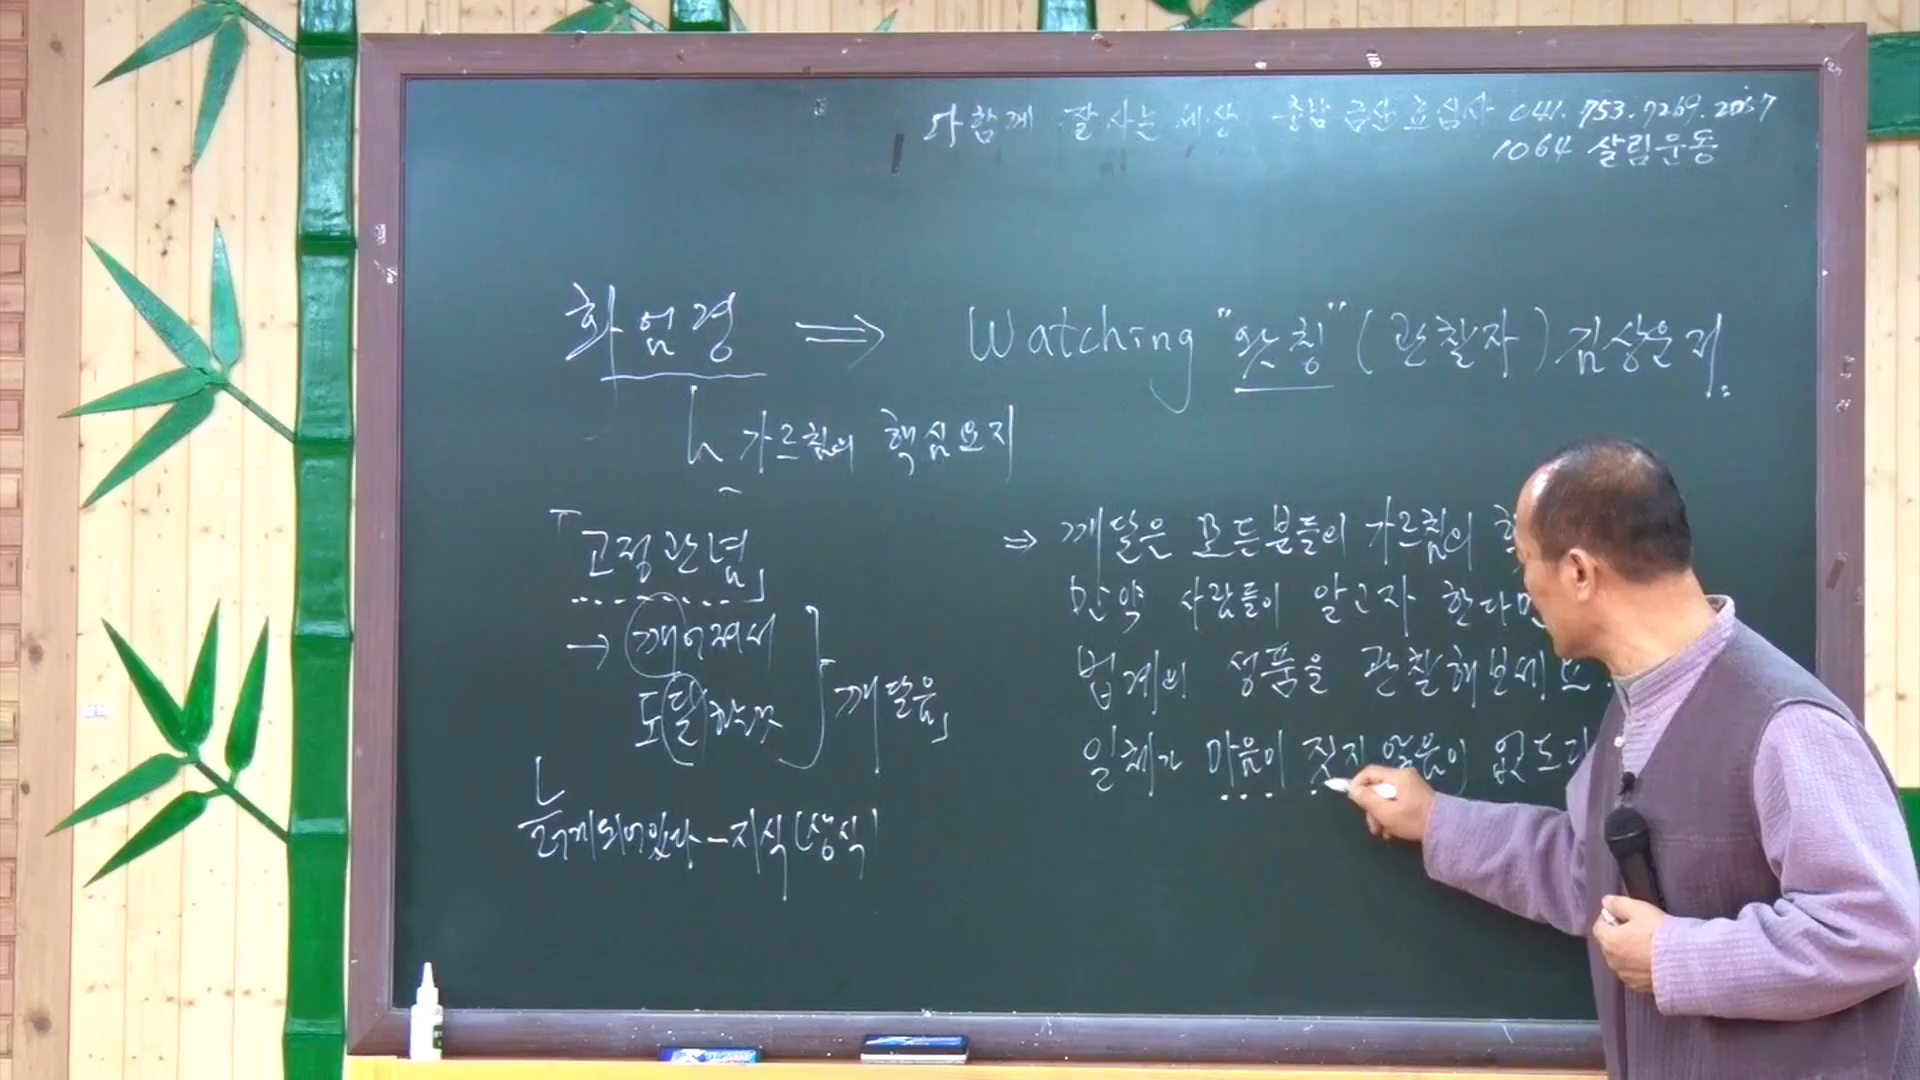 다함께 잘사는 세상 충남 금산 효심사 041.753.7269.2037
1064 살림운동
화엄경 ⇒ Watching "왓칭" (관찰자) 김상운 저.
가르침의 핵심요지
「고정관념」
→ 깨어져서
도달하는
깨달음」
되어있다 - 지식(상식)
⇒ 깨달은 모든분들의 가르침의
만약 사람들이 알고자 한다면
법계의 성품을 관찰해보세요
일체가 마음이 짓지 않음이 없도다